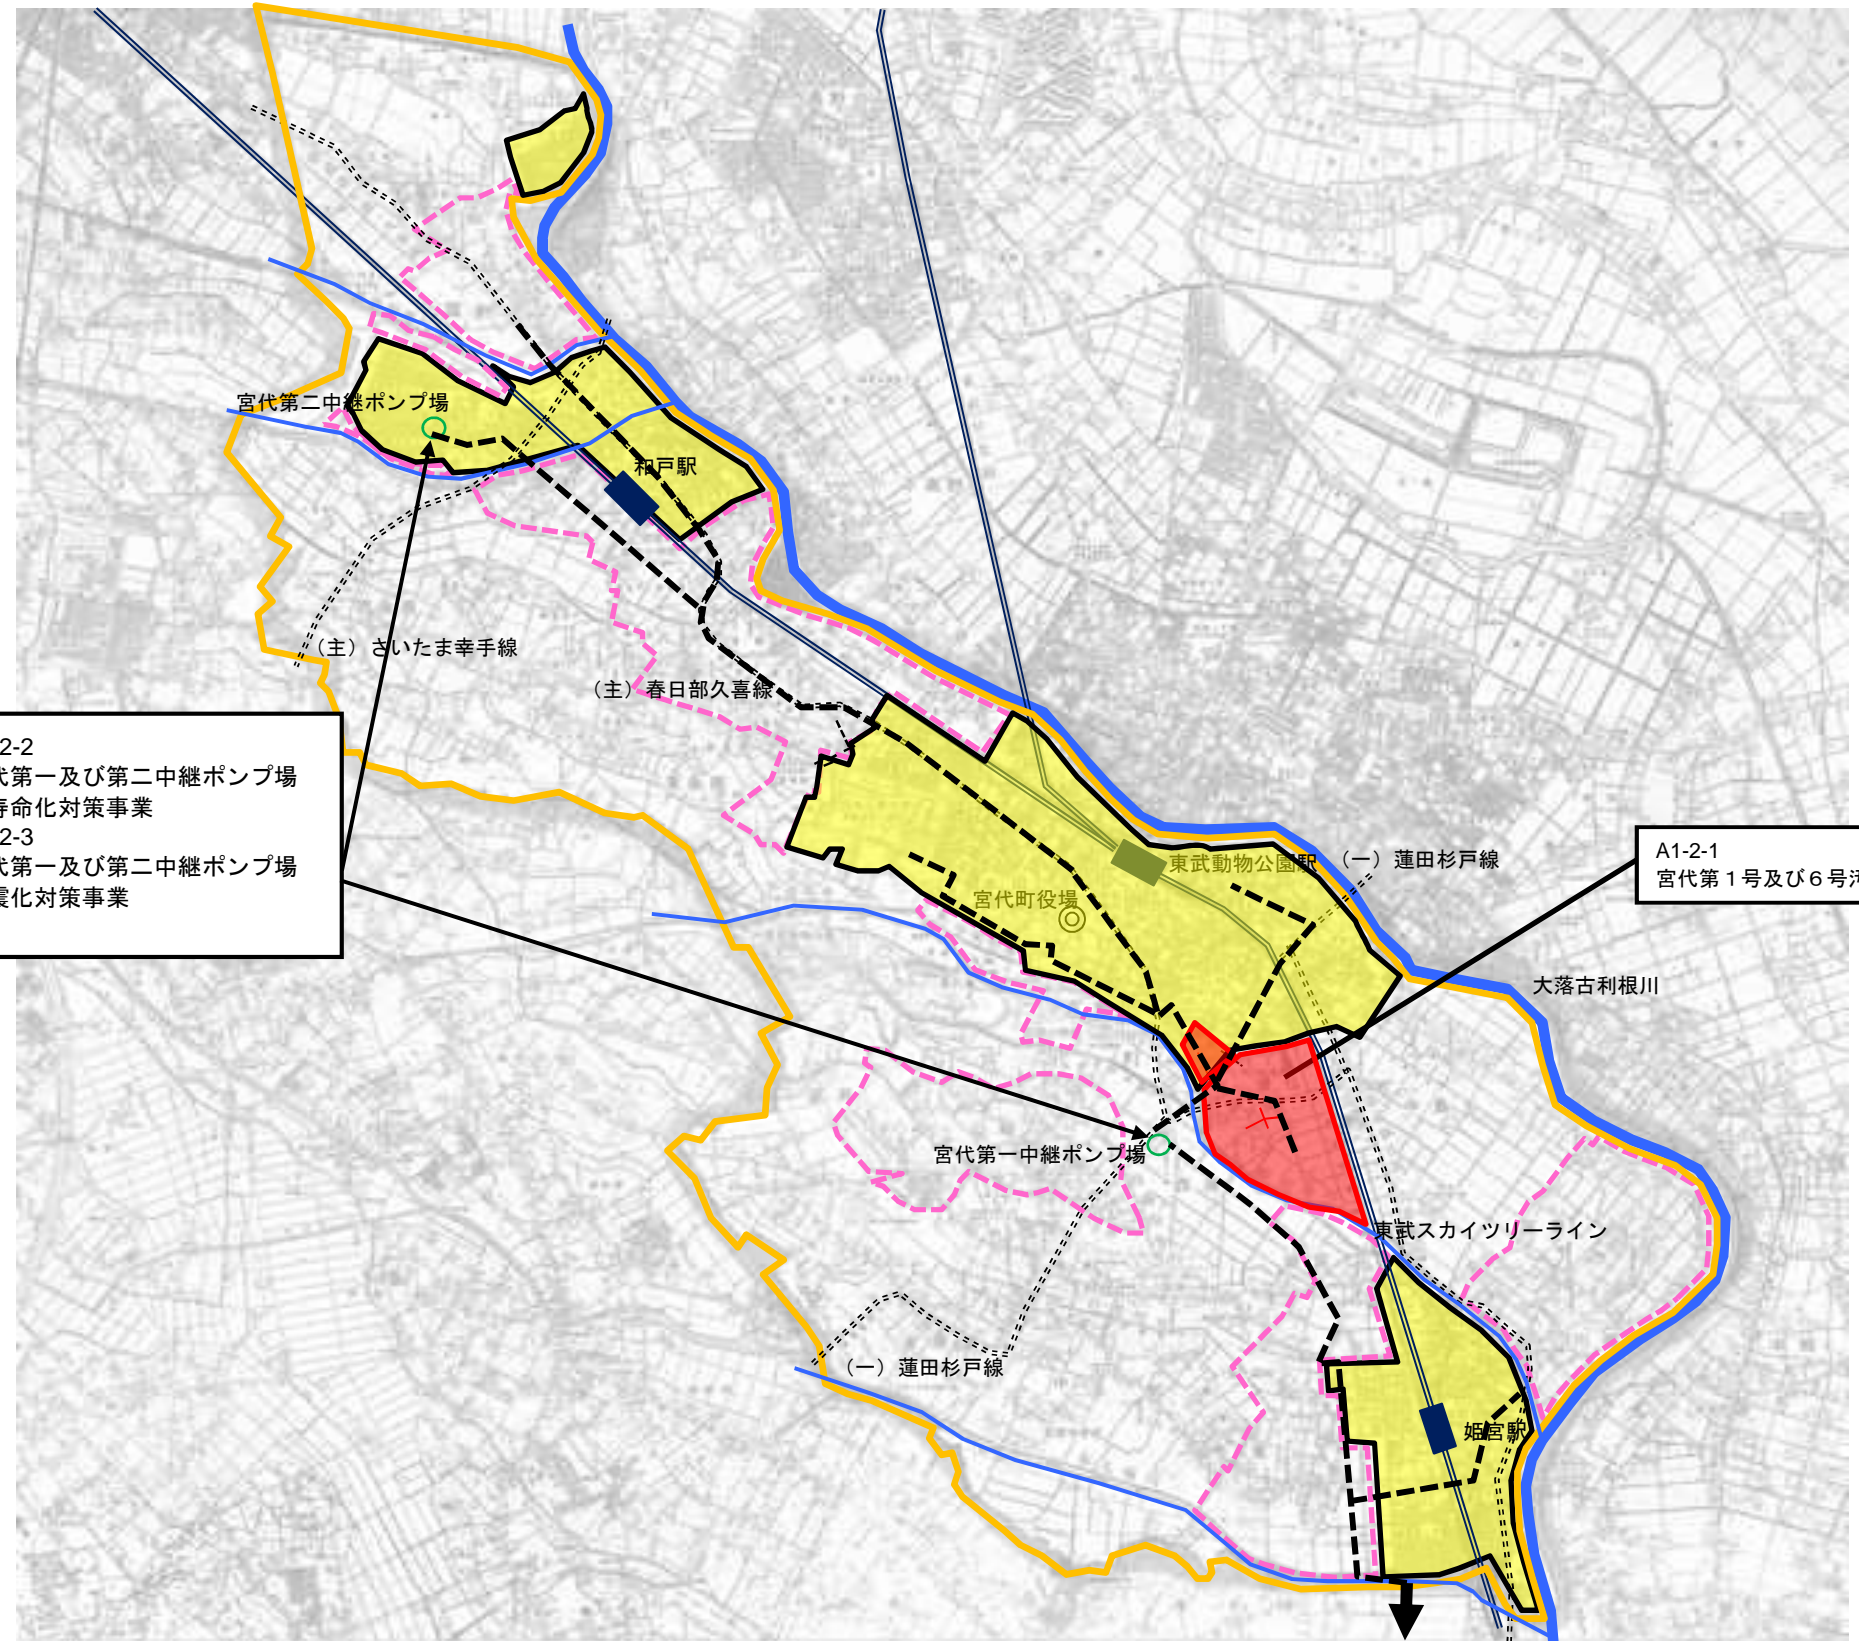 宮代第二中継ポンプ場
和戸駅
（主）さいたま幸手線
（主）春日部久喜線
2-2
第一及び第二中継ポンプ場
寿命化対策事業
2-3
第一及び第二中継ポンプ場
化対策事業
東武動物公園駅
（一）蓮田杉戸線
宮代町役場
A1-2-1
宮代第１号及び６号
大落古利根川
宮代第一中継ポンプ場
東武スカイツリーライン
（一）蓮田杉戸線
姫宮駅